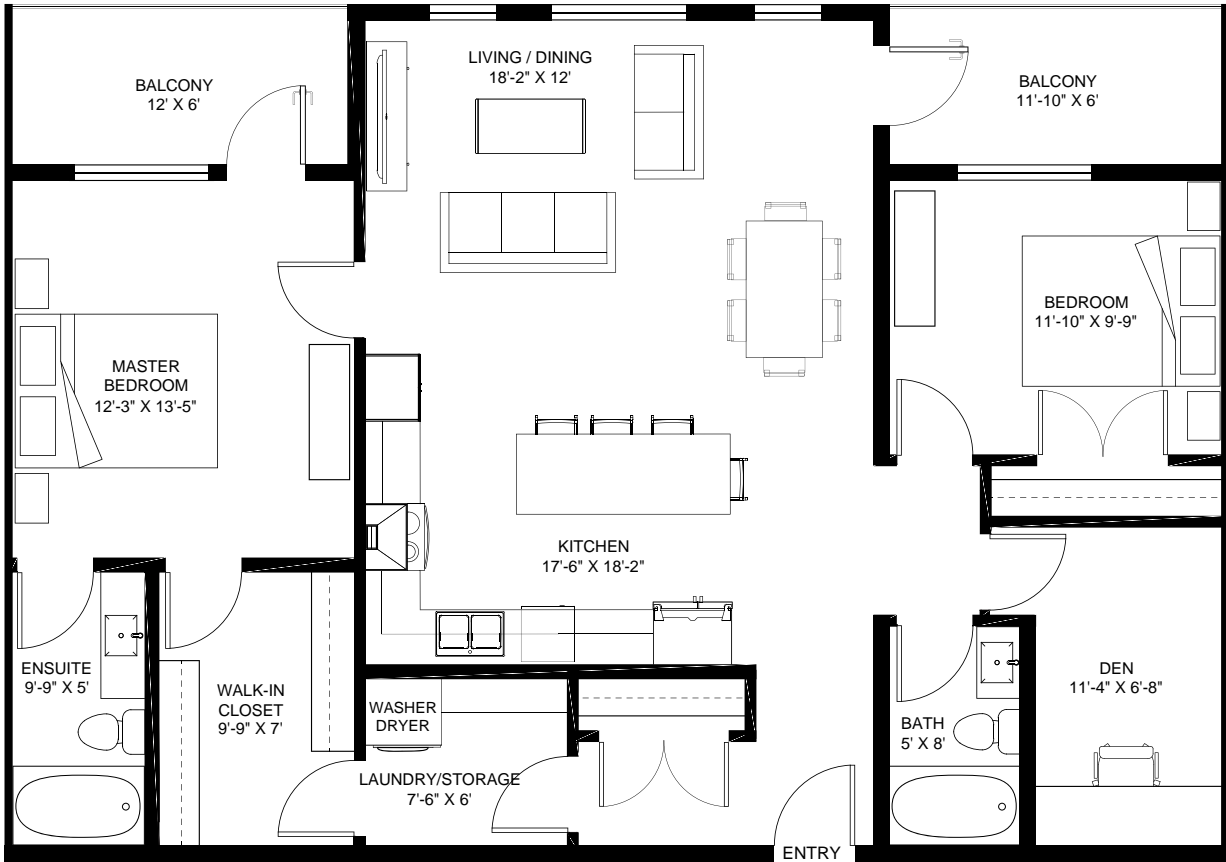 LIVING / DINING
18'-2" X 12'
BALCONY
12' X 6'
BALCONY
11'-10" X 6'
BEDROOM
11'-10" X 9'-9"
MASTER
BEDROOM
12'-3" X 13'-5"
KITCHEN
17'-6" X 18'-2"
ENSUITE
9'-9" X 5'
WALK-IN
CLOSET
9'-9" X 7'
WASHER
DRYER
LAUNDRY/STORAGE
7'-6" X 6'
BATH
5' X 8'
DEN
11'-4" X 6'-8"
ENTRY